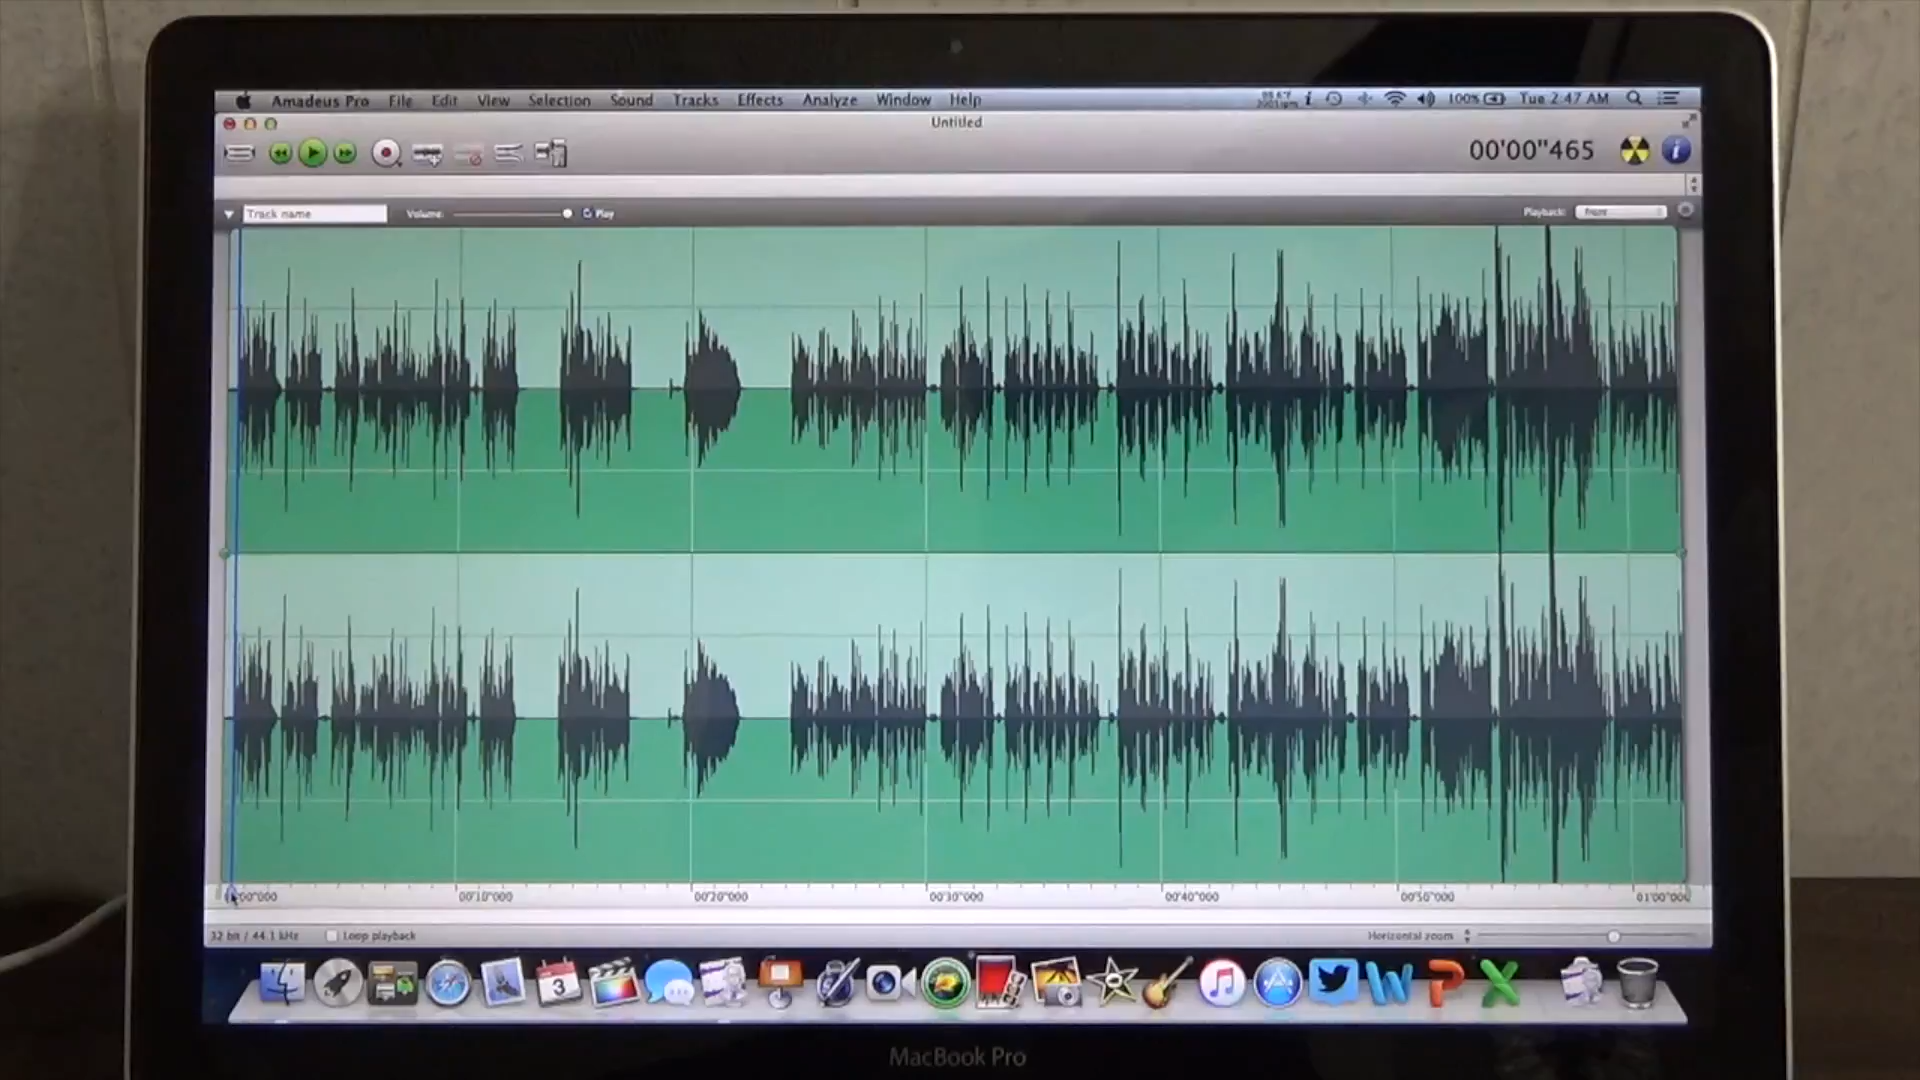 Amadeus Pro File Edit View Selection Sound Tracks Effects Analyze Window Help 100% Tue 2:47 AM
Untitled
00'00"465
Track name Volume: Play Playback:
00'10"000 00'20"000 00'30"000 00'40"000 00'50"000 01'00"000
32 bit / 44.1 kHz Loop playback Horizontal zoom
3
MacBook Pro